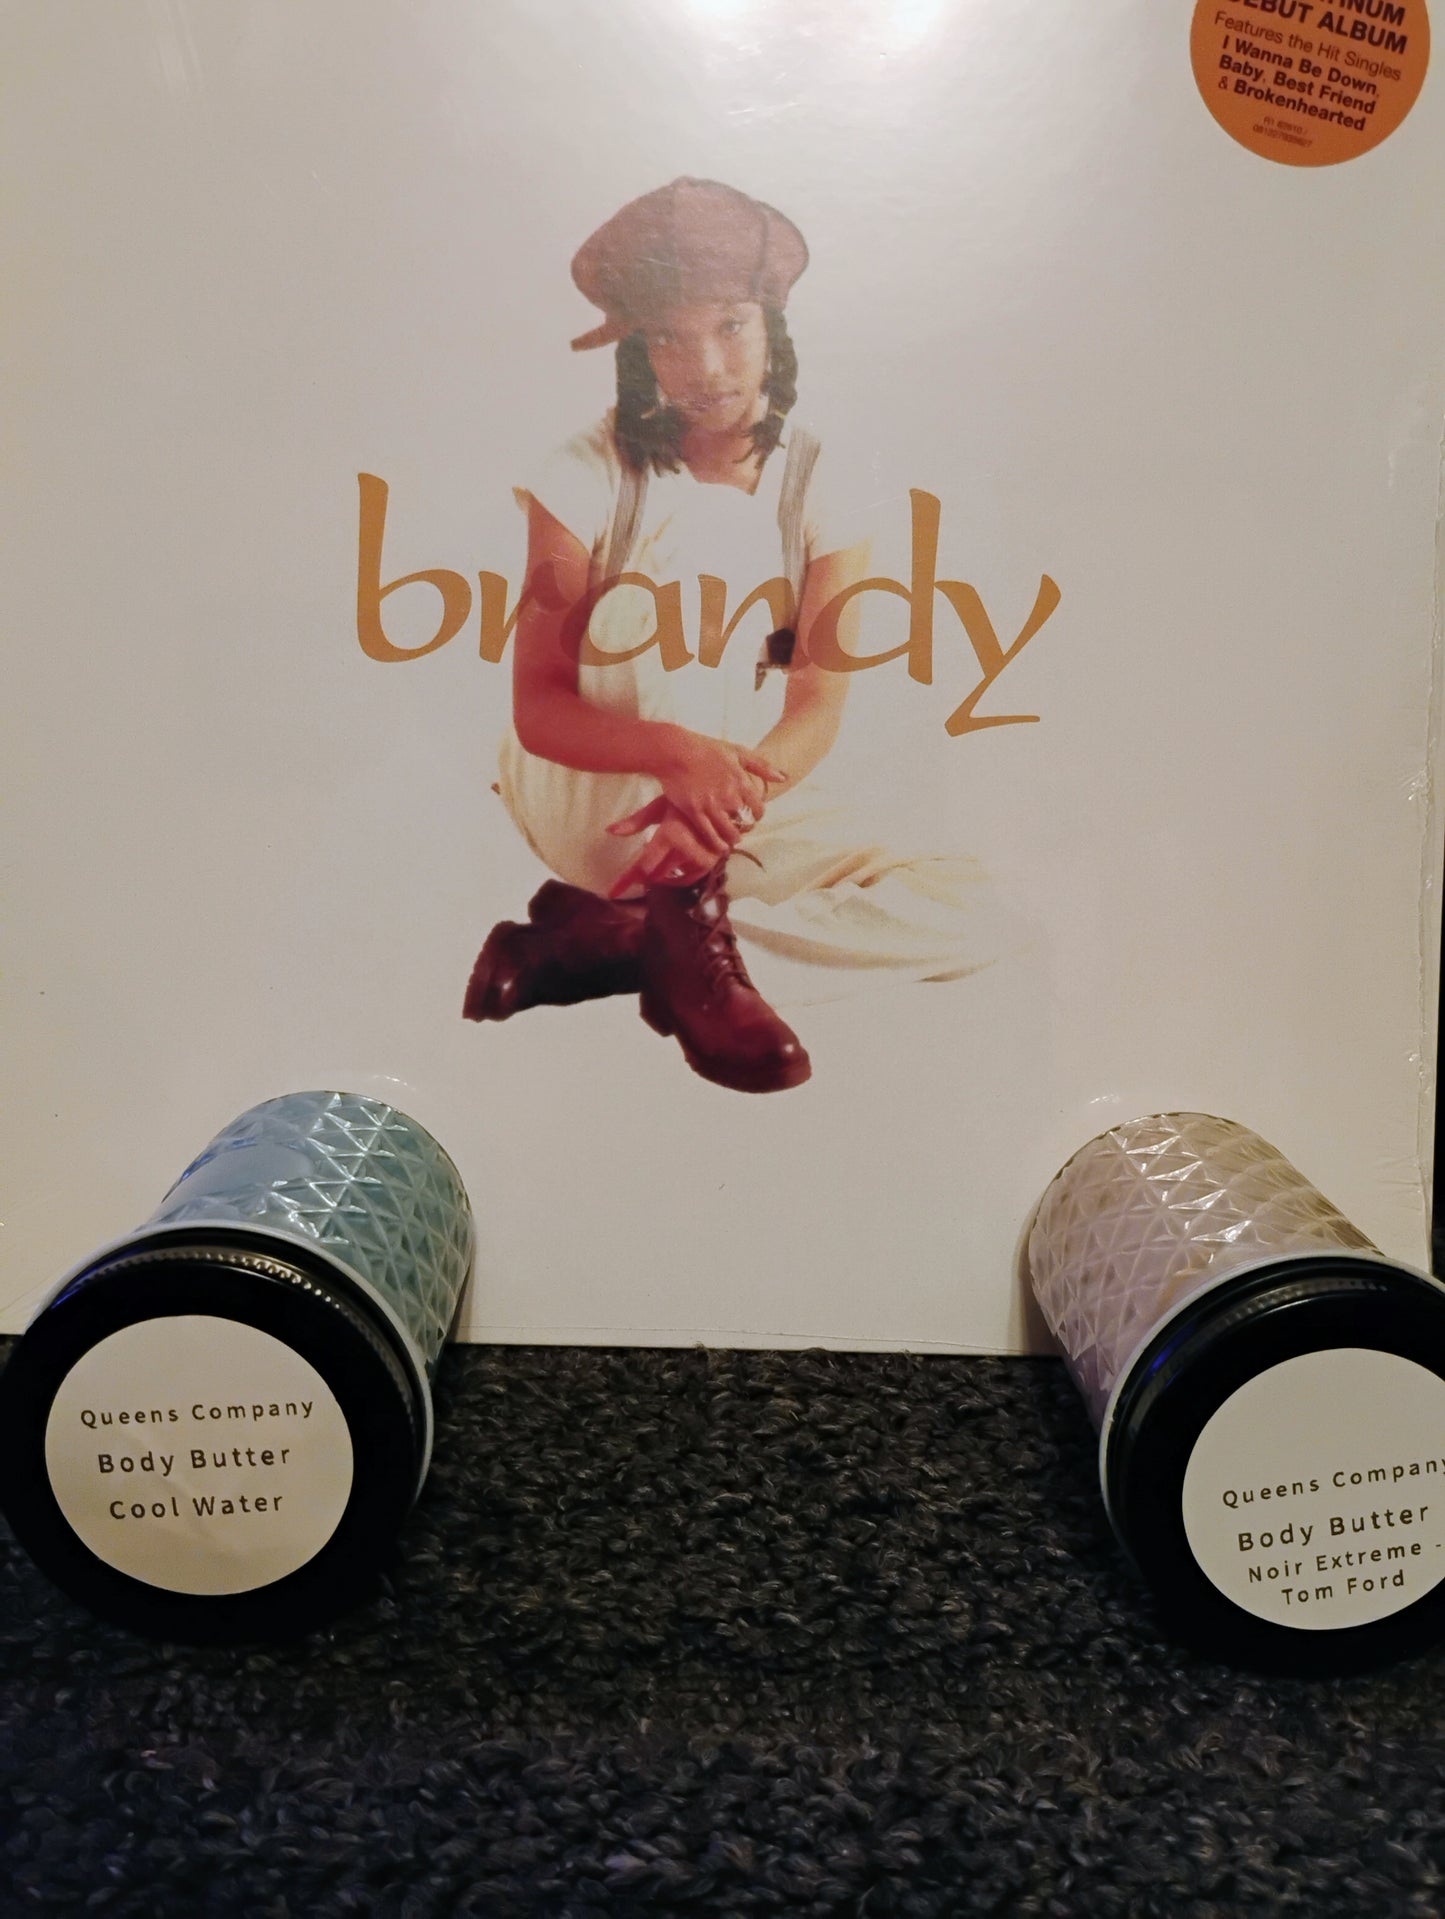 DEBUT ALBUM
Features the Hit Singles
I Wanna Be Down,
Baby, Best Friend
& Brokenhearted
brandy
Queens Company
Body Butter
Cool Water
Queens Company
Body Butter
Noir Extreme -
Tom Ford